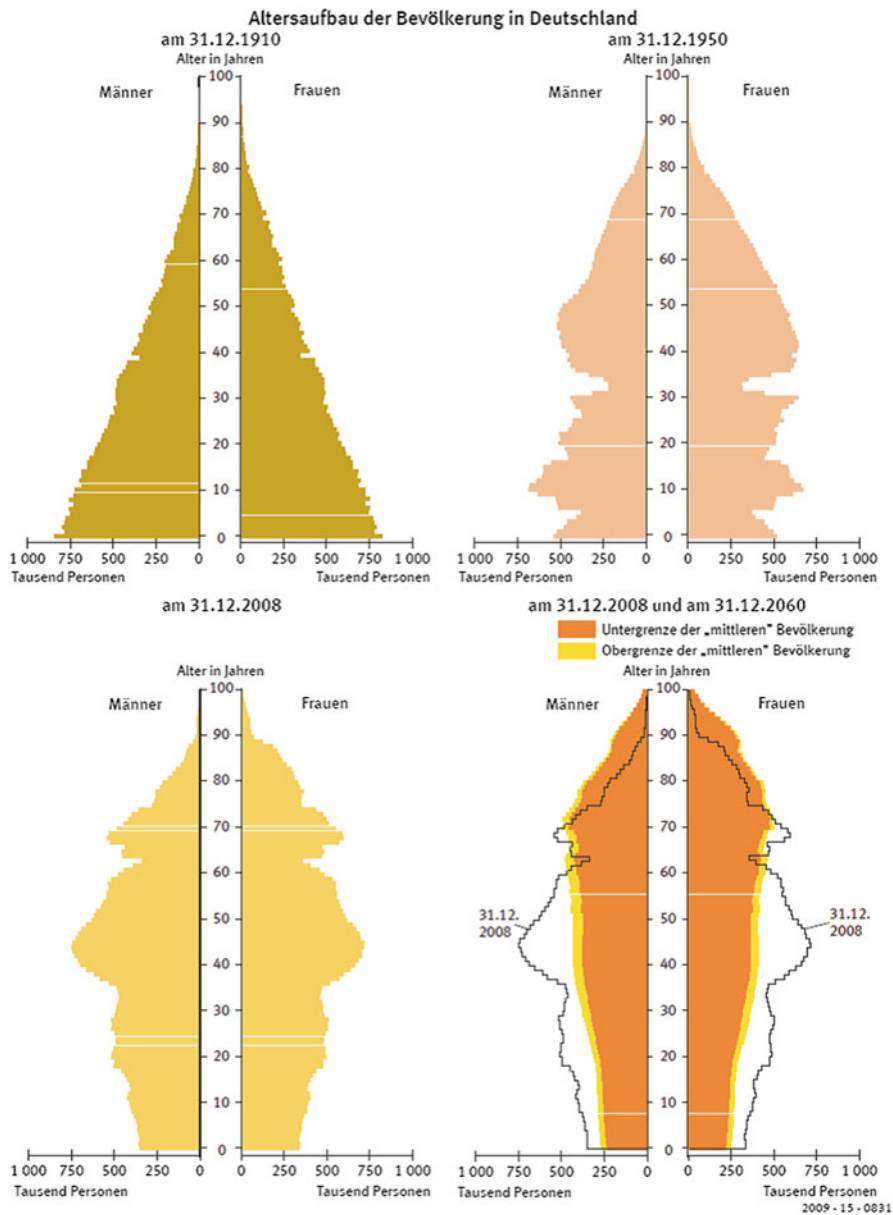 Altersaufbau der Bevölkerung in Deutschland
am 31.12.1910
am 31.12.1950
Alter in Jahren
Männer
Frauen
100
90
80
70
60
50
40
30
20
10
0
1 000 750 500 250 0
0 250 500 750 1 000
Tausend Personen
Tausend Personen
Alter in Jahren
Männer
Frauen
100
90
80
70
60
50
40
30
20
10
0
1 000 750 500 250 0
0 250 500 750 1 000
Tausend Personen
Tausend Personen
am 31.12.2008
Alter in Jahren
Männer
Frauen
100
90
80
70
60
50
40
30
20
10
0
1 000 750 500 250 0
0 250 500 750 1 000
Tausend Personen
Tausend Personen
am 31.12.2008 und am 31.12.2060
Untergrenze der „mittleren" Bevölkerung
Obergrenze der „mittleren" Bevölkerung
Alter in Jahren
Männer
Frauen
100
90
80
70
60
50
40
30
20
10
0
31.12.
2008
31.12.
2008
1 000 750 500 250 0
0 250 500 750 1 000
Tausend Personen
Tausend Personen
2009 - 15 - 0831